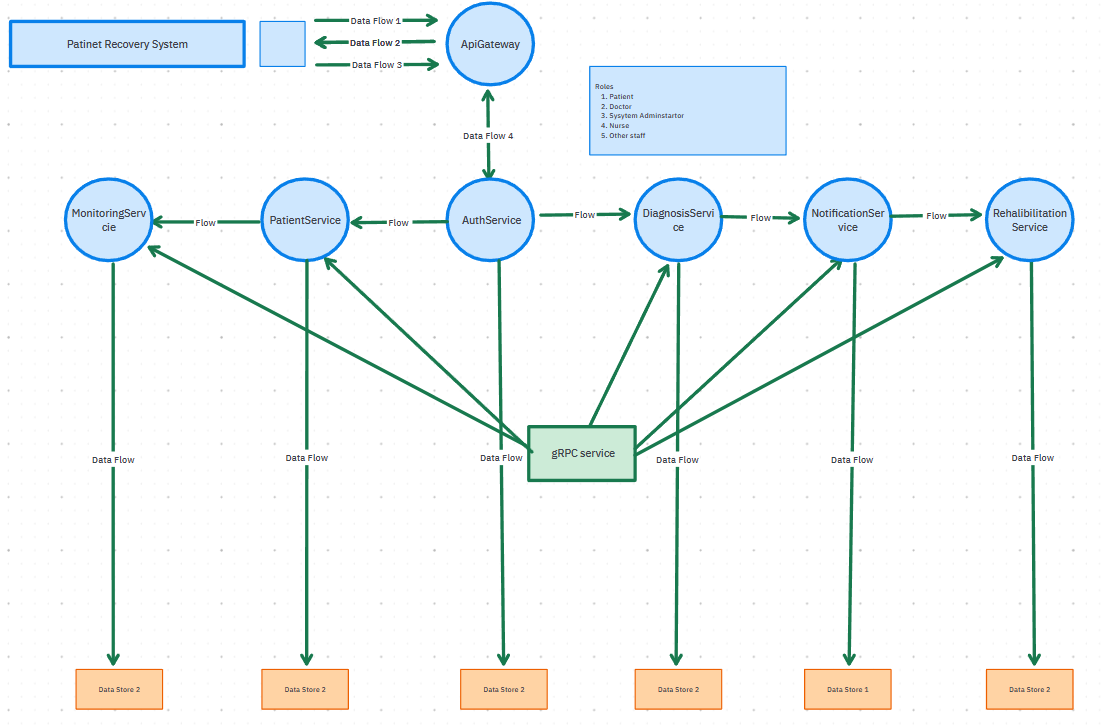 Patinet Recovery System
Data Flow 1
Data Flow 2
Data Flow 3
ApiGateway
Roles
1. Patient
2. Doctor
3. Sysytem Adminstartor
4. Nurse
5. Other staff
Data Flow 4
MonitoringServ
cie
Flow
PatientService
Flow
AuthService
Flow
DiagnosisServi
ce
Flow
NotificationSer
vice
Flow
Rehalibilitation
Service
gRPC service
Data Flow
Data Flow
Data Flow
Data Flow
Data Flow
Data Flow
Data Store 2
Data Store 2
Data Store 2
Data Store 2
Data Store 1
Data Store 2